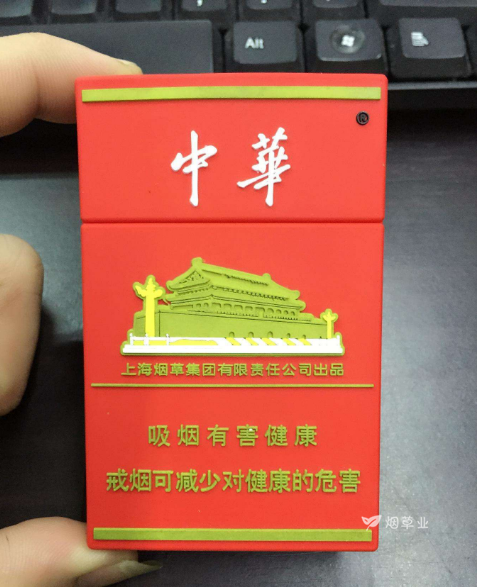 Alt
中華
上海烟草集团有限责任公司出品
吸烟有害健康
戒烟可减少对健康的危害
烟擎业